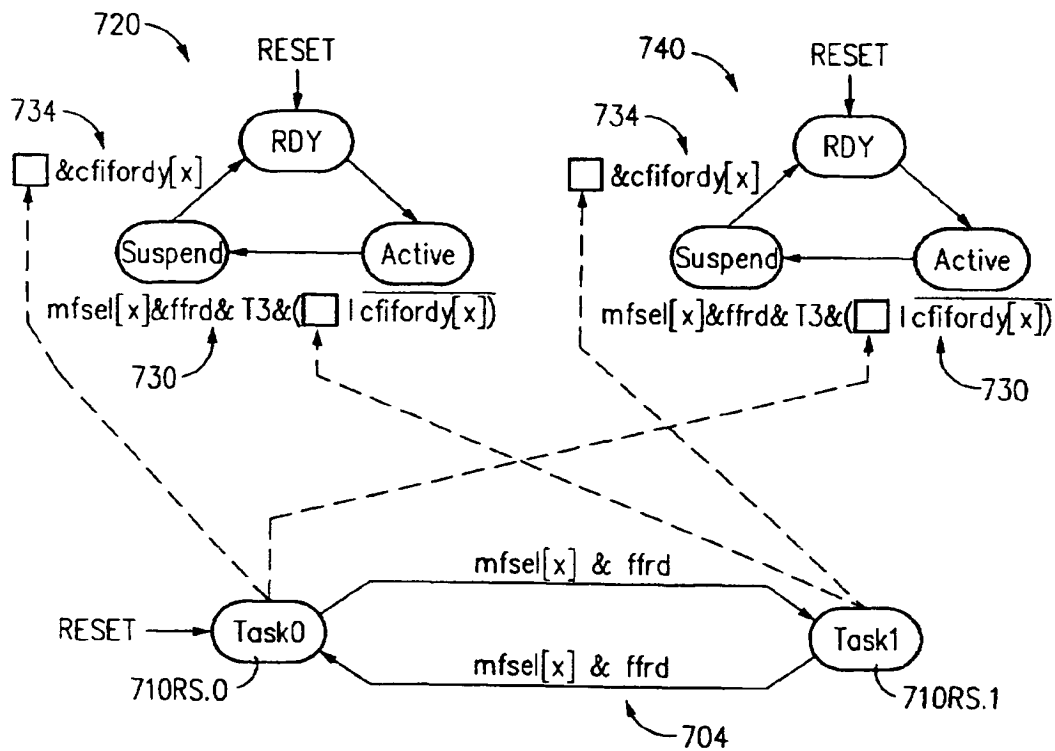 720
RESET
734
RDY
□ &cfifordy[x]
Suspend
Active
mfsel[x]&ffrd& T3&(□ | cfifordy[x])
730
740
RESET
734
RDY
□ &cfifordy[x]
Suspend
Active
mfsel[x]&ffrd& T3&(□ | cfifordy[x])
730
mfsel[x] & ffrd
RESET
Task0
Task1
mfsel[x] & ffrd
710RS.0
710RS.1
704